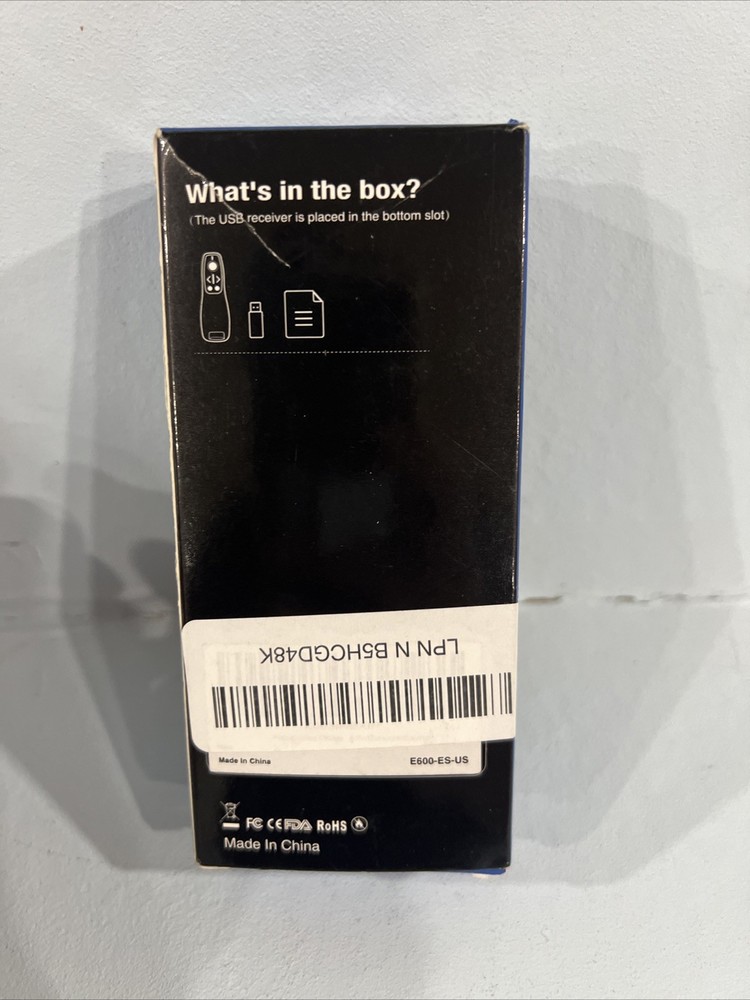 What's in the box?
(The USB receiver is placed in the bottom slot)
LPN N B5HCGD48K
Made In China
E600-ES-US
FC CE FDA RoHS
Made In China